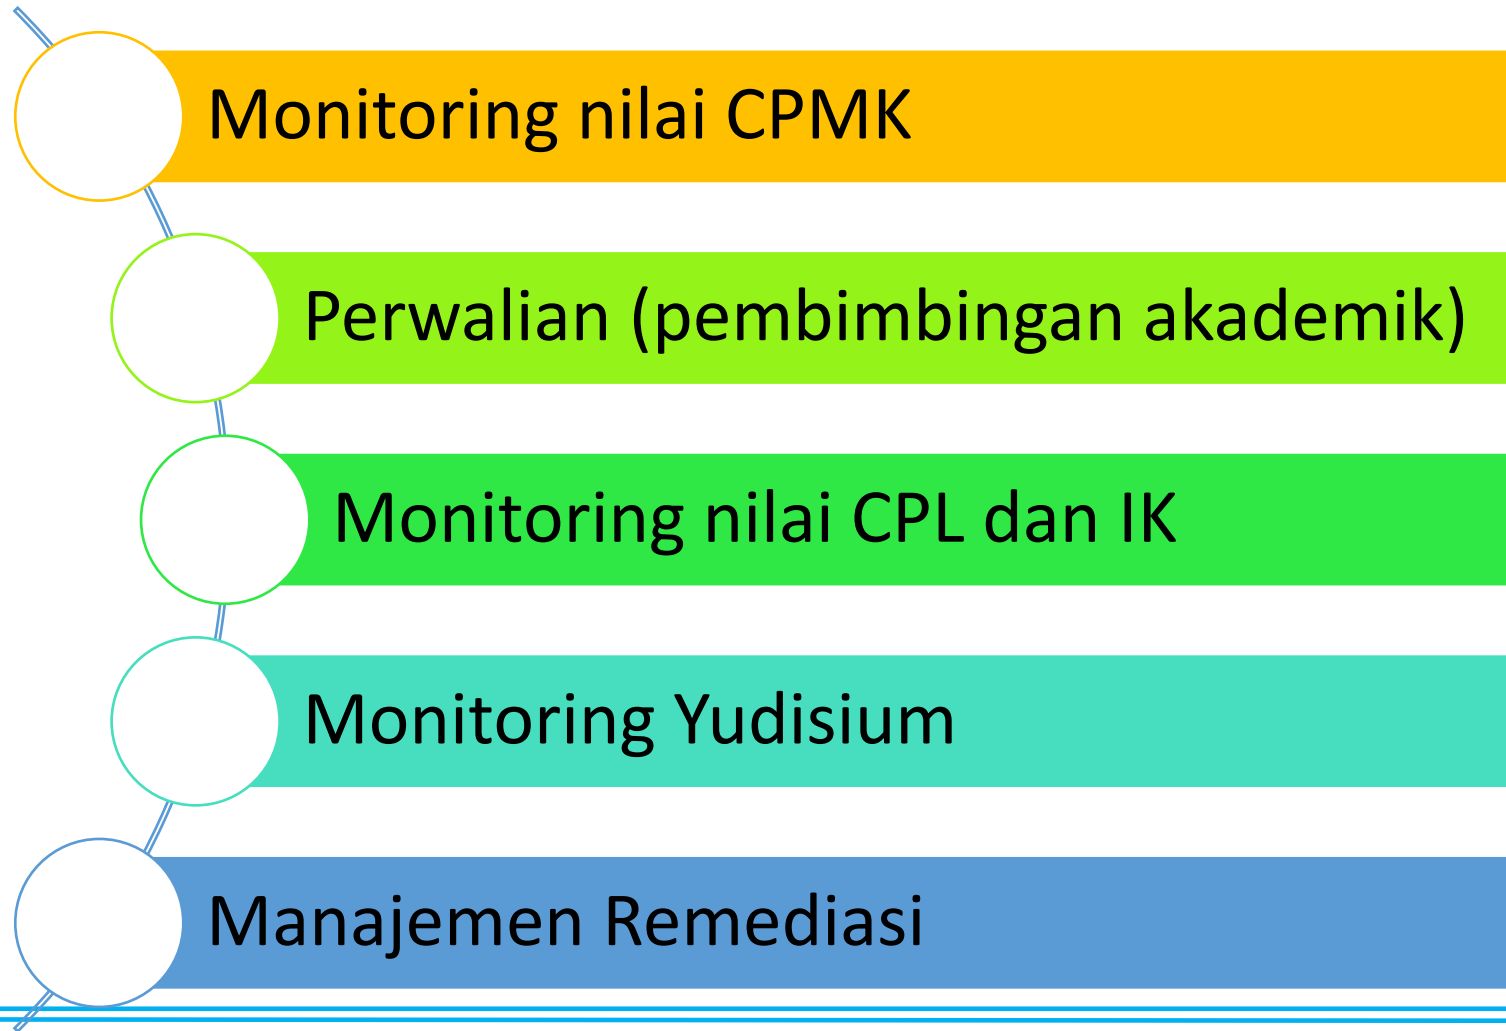 Monitoring nilai CPMK
Perwalian (pembimbingan akademik)
Monitoring nilai CPL dan IK
Monitoring Yudisium
Manajemen Remediasi